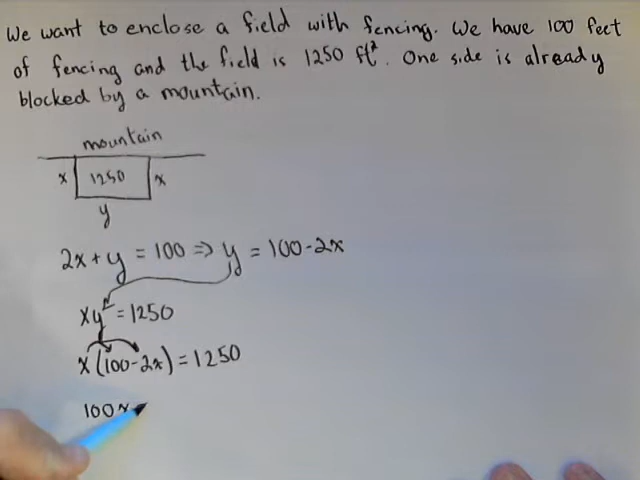 We want to enclose a field with fencing. We have 100 feet
of fencing and the field is 1250 ft². One side is already
blocked by a mountain.
mountain
x 1250 x
y
2x + y = 100 ⇒ y = 100 - 2x
xy = 1250
x(100 - 2x) = 1250
100x